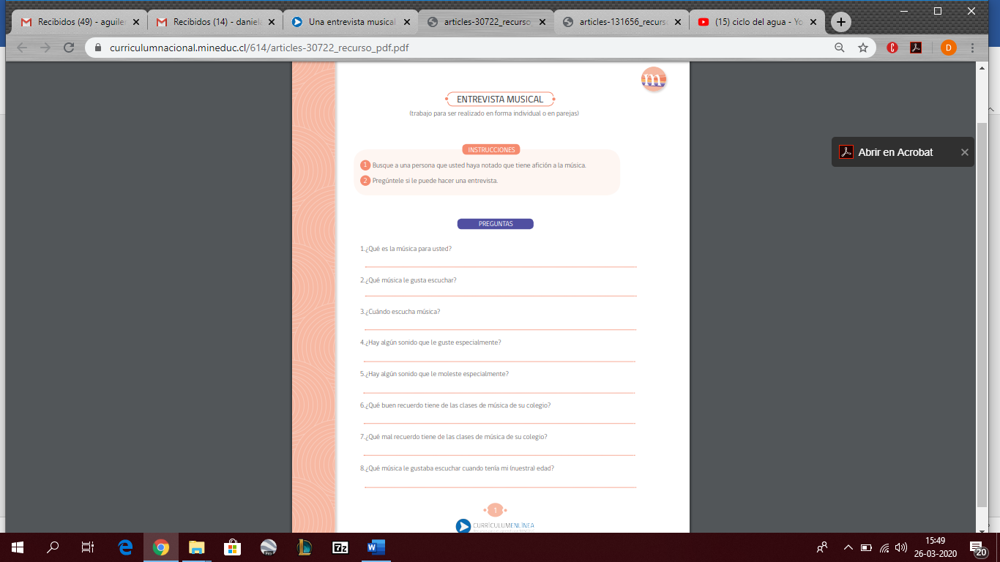 Recibidos (49) - aguile
Recibidos (14) - daniela
Una entrevista musical
articles-30722_recurso
articles-131656_recurs
(15) ciclo del agua - Yo
curriculumnacional.mineduc.cl/614/articles-30722_recurso_pdf.pdf
D
m
ENTREVISTA MUSICAL
(trabajo para ser realizado en forma individual o en parejas)
Abrir en Acrobat
INSTRUCCIONES
1 Busque a una persona que usted haya notado que tiene afición a la música.
2 Pregúntele si le puede hacer una entrevista.
PREGUNTAS
1.¿Qué es la música para usted?
2.¿Qué música le gusta escuchar?
3.¿Cuándo escucha música?
4.¿Hay algún sonido que le guste especialmente?
5.¿Hay algún sonido que le moleste especialmente?
6.¿Qué buen recuerdo tiene de las clases de música de su colegio?
7.¿Qué mal recuerdo tiene de las clases de música de su colegio?
8.¿Qué música le gustaba escuchar cuando tenía mi (nuestra) edad?
1
CURRÍCULUMENLÍNEA
Pro
7z
W
15:49
26-03-2020
20